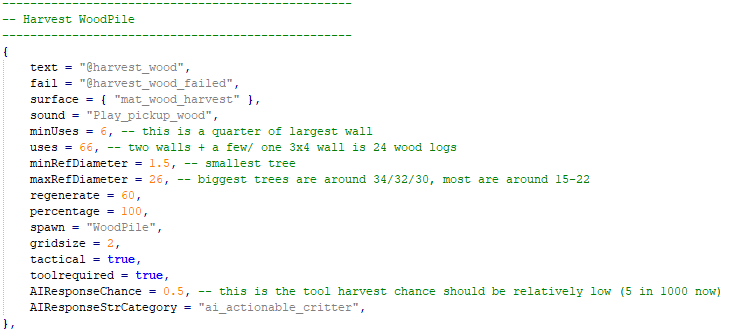 ----------------------------------------------------
-- Harvest WoodPile
----------------------------------------------------
{
text = "@harvest_wood",
fail = "@harvest_wood_failed",
surface = { "mat_wood_harvest" },
sound = "Play_pickup_wood",
minUses = 6, -- this is a quarter of largest wall
uses = 66, -- two walls + a few/ one 3x4 wall is 24 wood logs
minRefDiameter = 1.5, -- smallest tree
maxRefDiameter = 26, -- biggest trees are around 34/32/30, most are around 15-22
regenerate = 60,
percentage = 100,
spawn = "WoodPile",
gridsize = 2,
tactical = true,
toolrequired = true,
AIResponseChance = 0.5, -- this is the tool harvest chance should be relatively low (5 in 1000 now)
AIResponseStrCategory = "ai_actionable_critter",
},